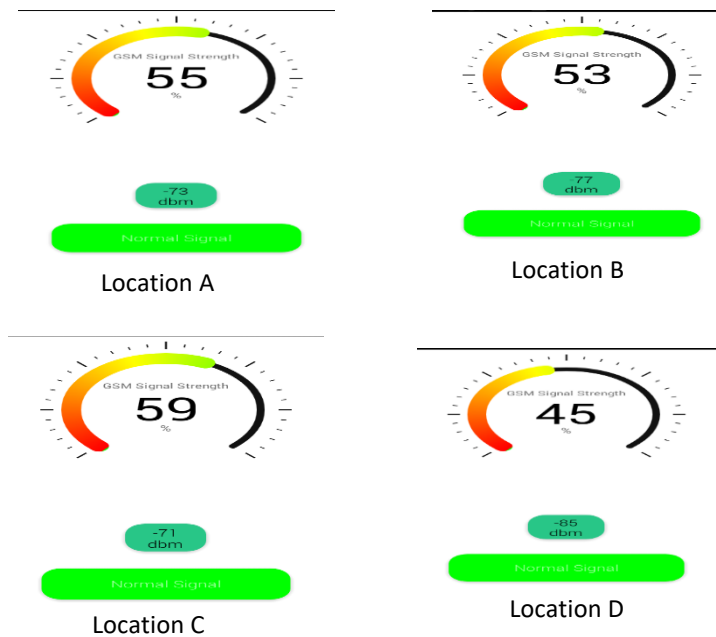 GSM Signal Strength
55
%
-73
dbm
Normal Signal
Location A
GSM Signal Strength
53
%
-77
dbm
Normal Signal
Location B
GSM Signal Strength
59
%
-71
dbm
Normal Signal
Location C
GSM Signal Strength
45
%
-85
dbm
Normal Signal
Location D